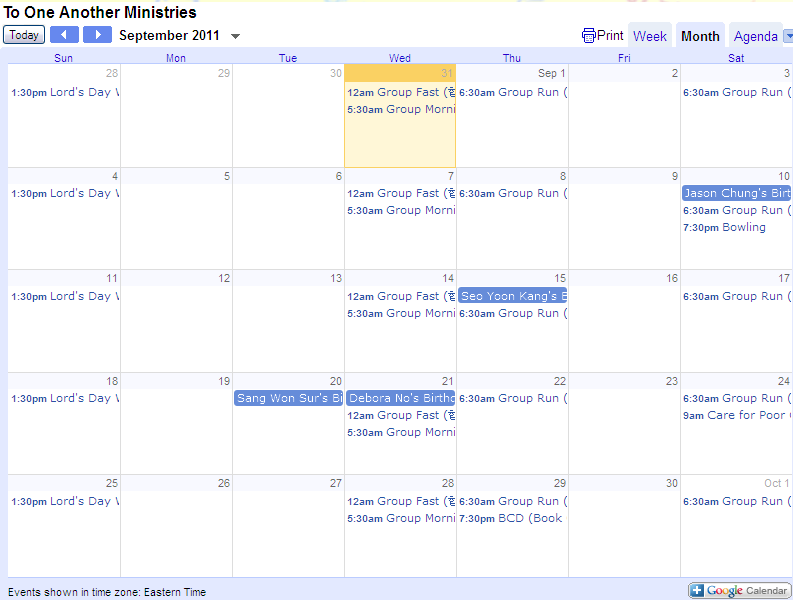 To One Another Ministries
Today September 2011 Print Week Month Agenda
Sun Mon Tue Wed Thu Fri Sat
28 29 30 31 Sep 1 2 3
1:30pm Lord's Day 12am Group Fast ( 6:30am Group Run ( 6:30am Group Run (
5:30am Group Morni
4 5 6 7 8 9 10
1:30pm Lord's Day 12am Group Fast ( 6:30am Group Run ( Jason Chung's Birt
5:30am Group Morni 6:30am Group Run (
7:30pm Bowling
11 12 13 14 15 16 17
1:30pm Lord's Day 12am Group Fast ( Seo Yoon Kang's B 6:30am Group Run (
5:30am Group Morni 6:30am Group Run (
18 19 20 21 22 23 24
1:30pm Lord's Day Sang Won Sur's Bi Debora No's Birthd 6:30am Group Run ( 6:30am Group Run (
12am Group Fast ( 9am Care for Poor
5:30am Group Morni
25 26 27 28 29 30 Oct 1
1:30pm Lord's Day 12am Group Fast ( 6:30am Group Run ( 6:30am Group Run (
5:30am Group Morni 7:30pm BCD (Book
Events shown in time zone: Eastern Time Google Calendar